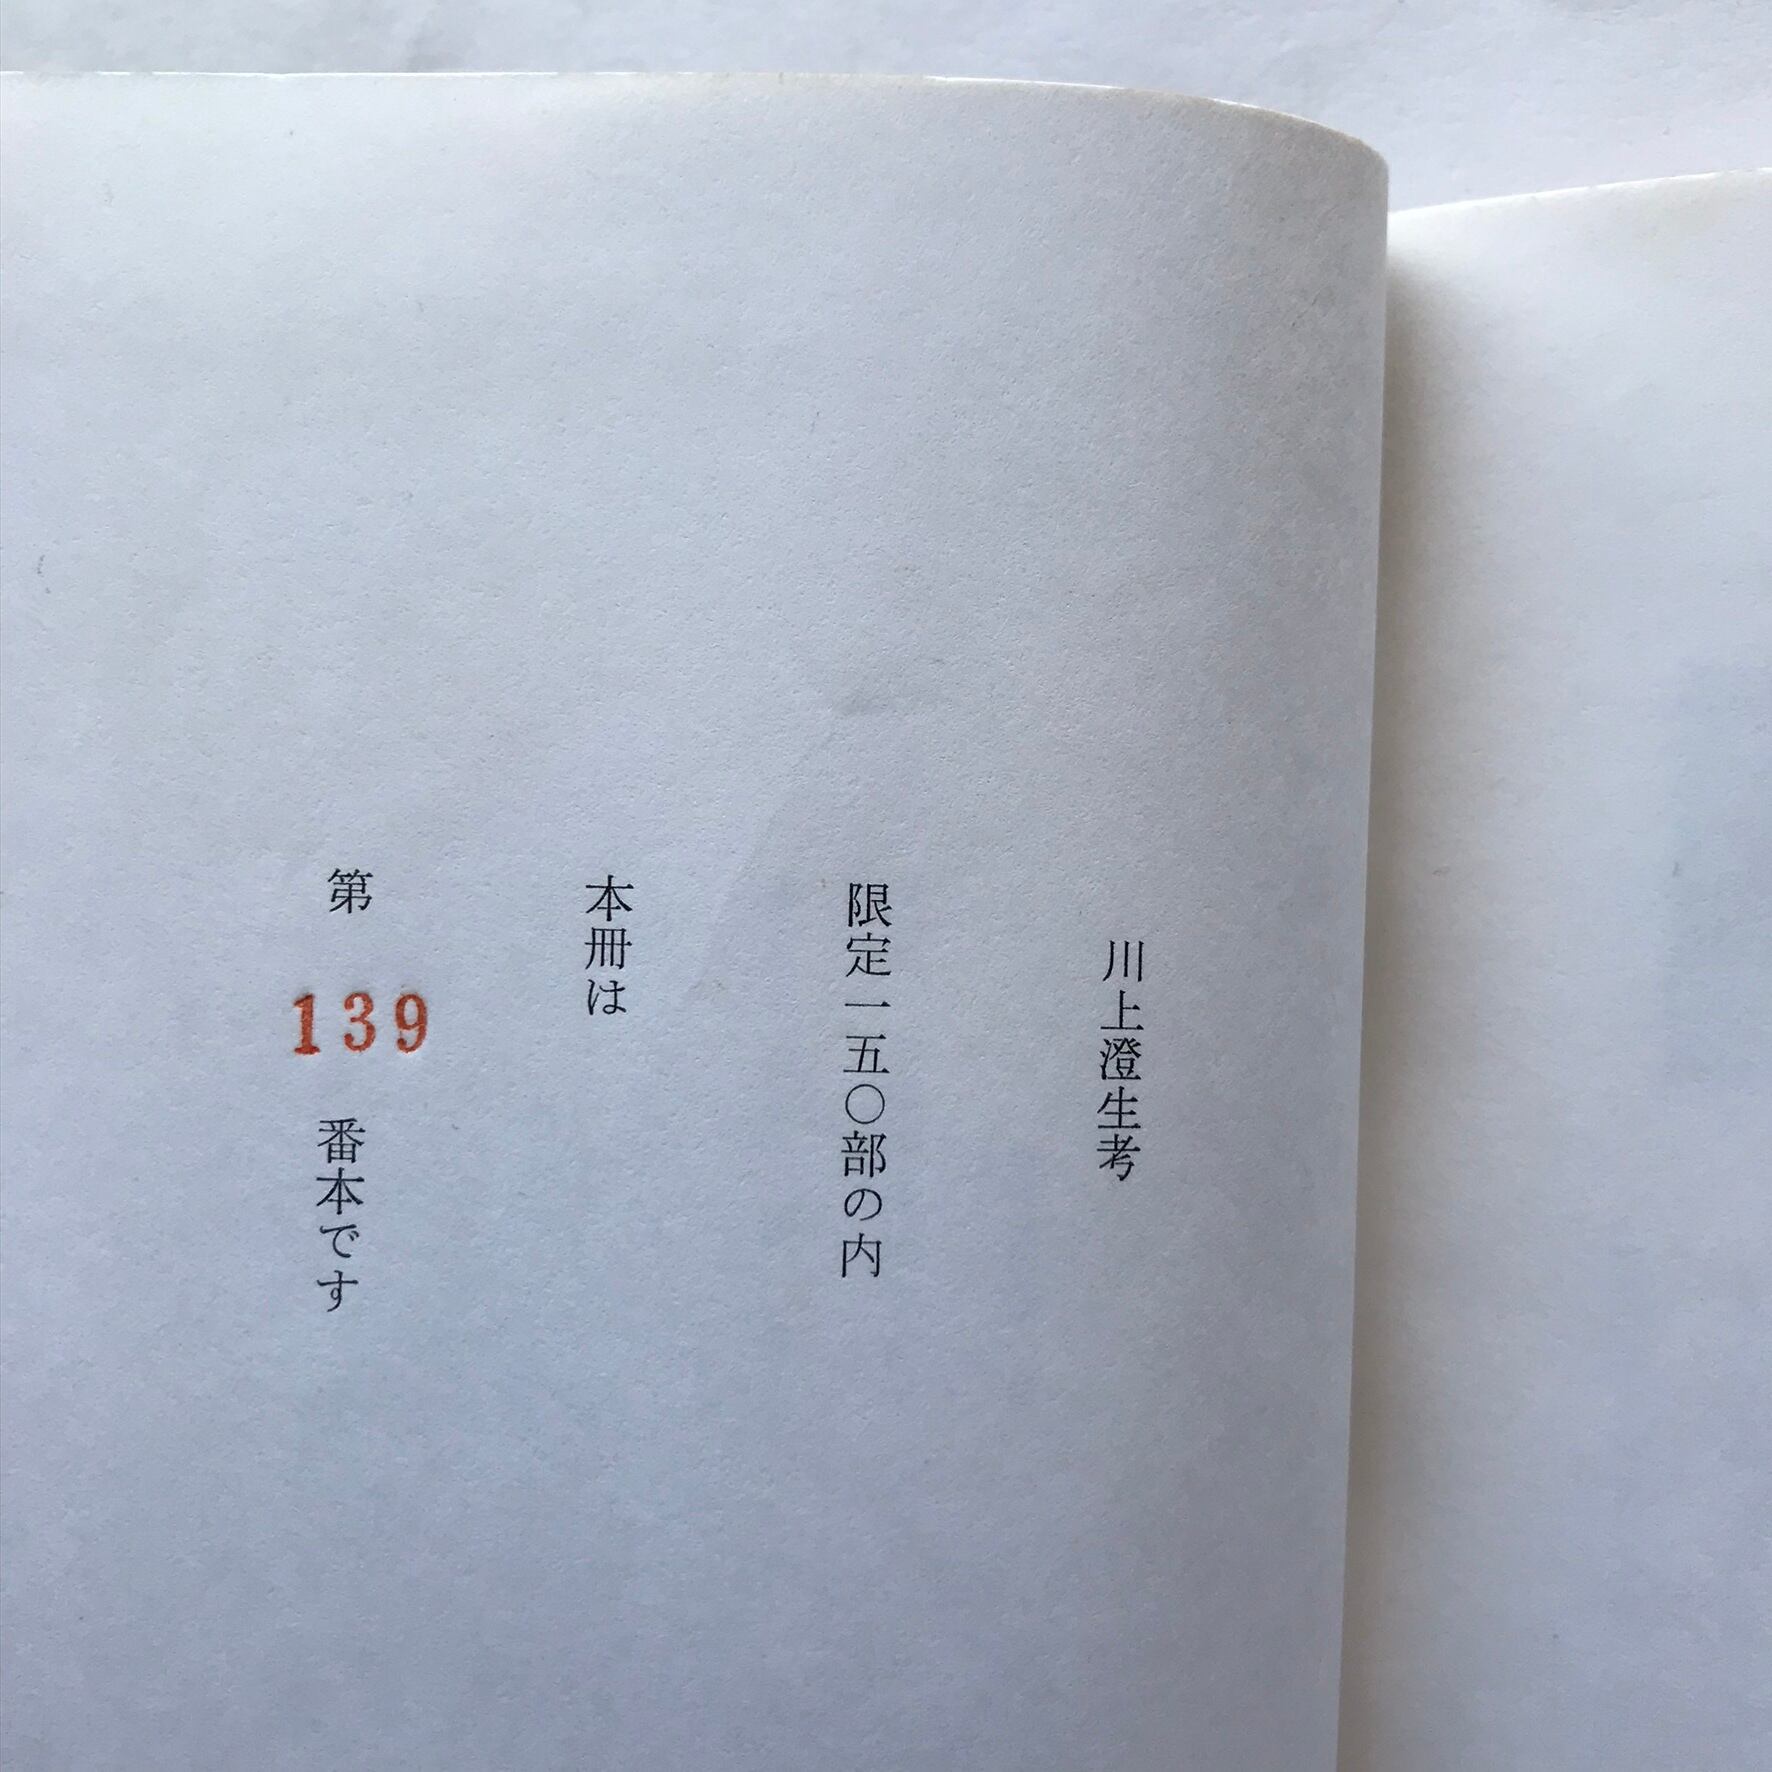 川上澄生考
限定一五〇部の内
本冊は
第 139 番本です